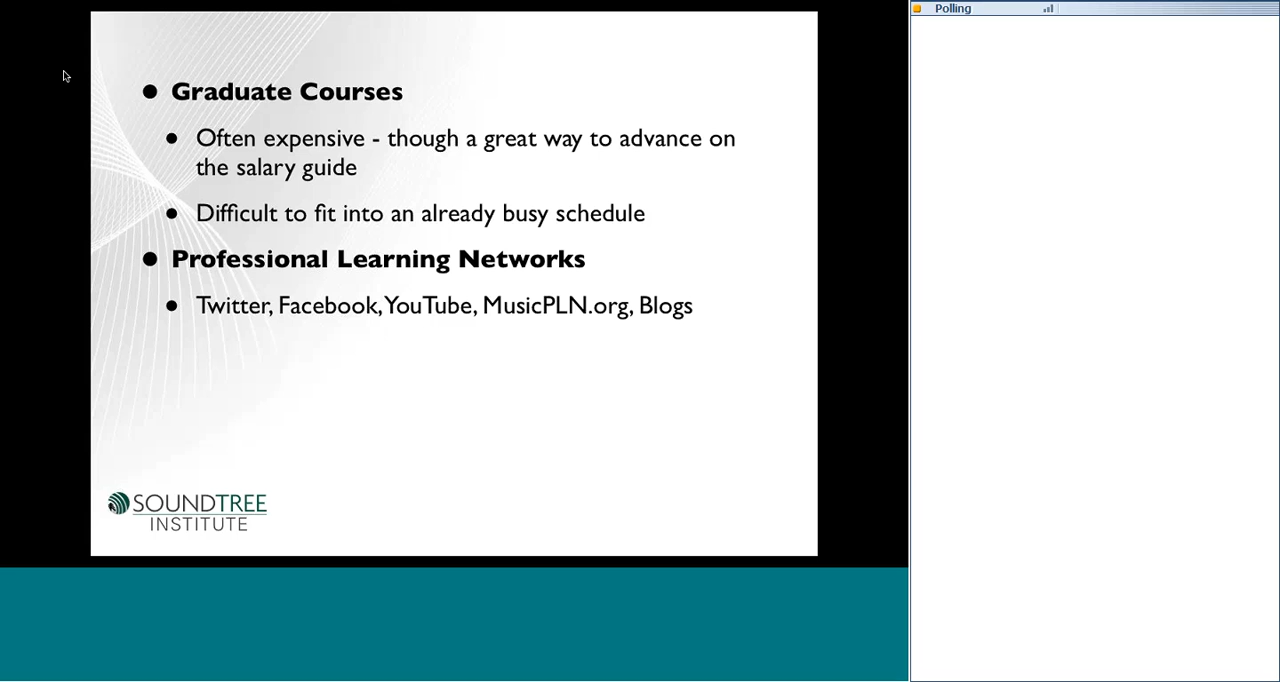 Polling
● Graduate Courses
● Often expensive - though a great way to advance on
the salary guide
● Difficult to fit into an already busy schedule
● Professional Learning Networks
● Twitter, Facebook, YouTube, MusicPLN.org, Blogs
SOUNDTREE
INSTITUTE